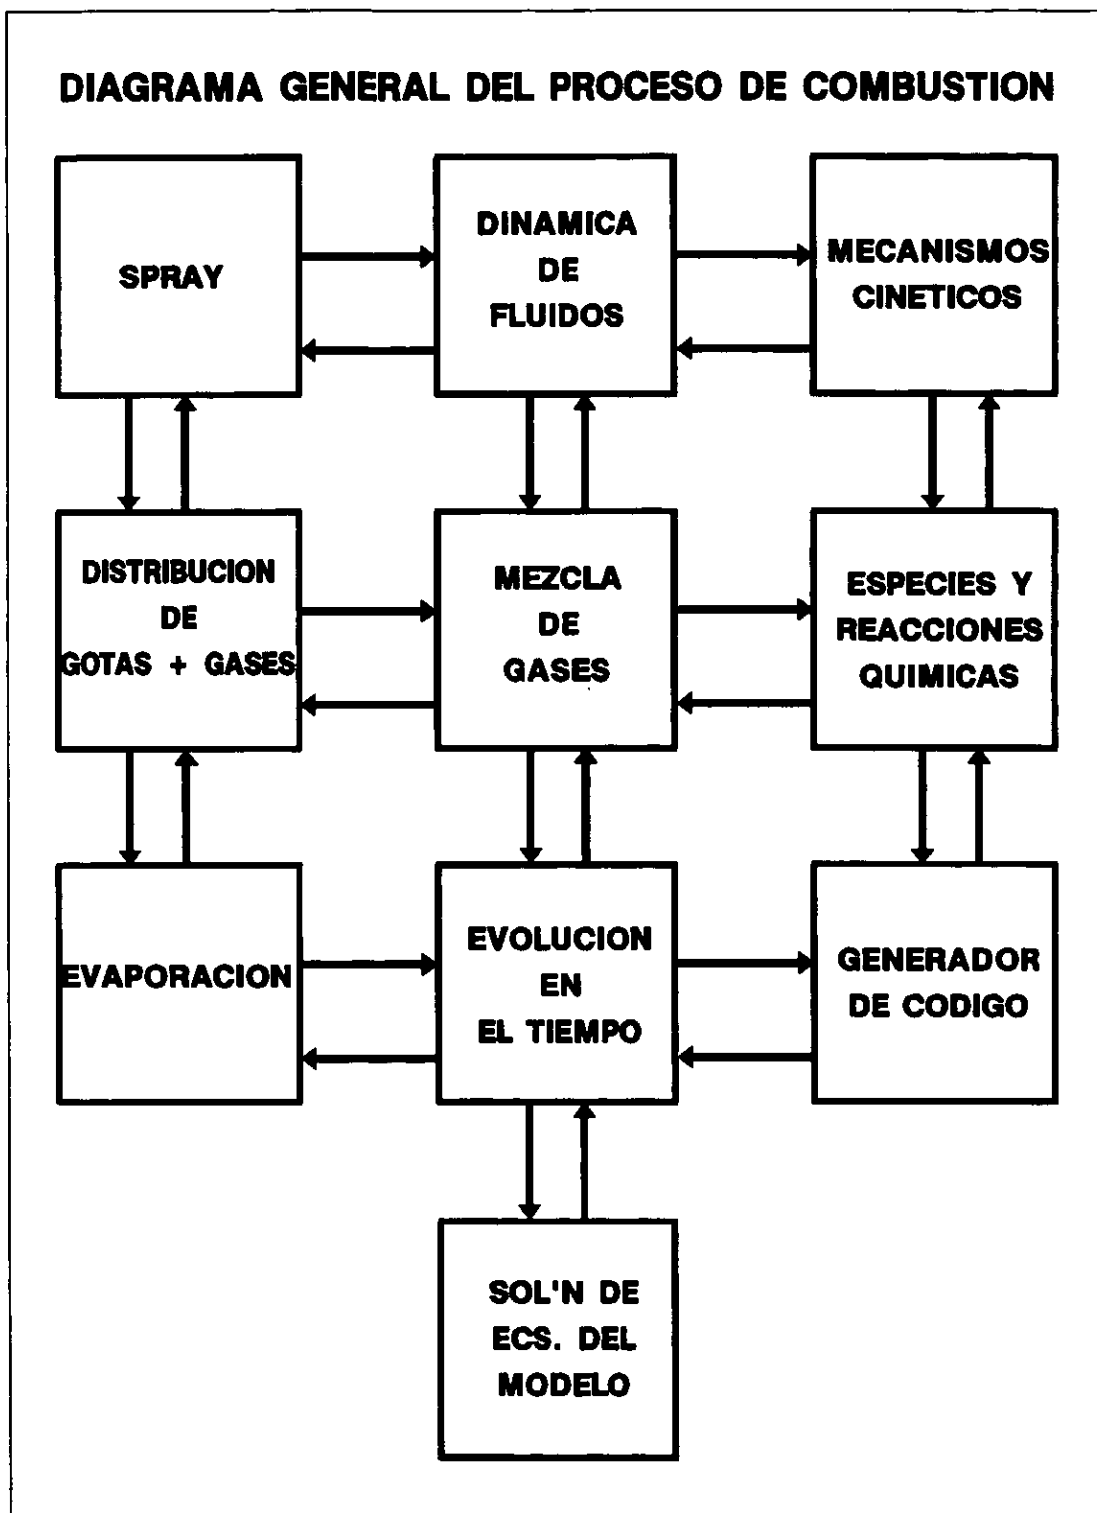 DIAGRAMA GENERAL DEL PROCESO DE COMBUSTION
SPRAY
DINAMICA
DE
FLUIDOS
MECANISMOS
CINETICOS
DISTRIBUCION
DE
GOTAS + GASES
MEZCLA
DE
GASES
ESPECIES Y
REACCIONES
QUIMICAS
EVAPORACION
EVOLUCION
EN
EL TIEMPO
GENERADOR
DE CODIGO
SOL'N DE
ECS. DEL
MODELO